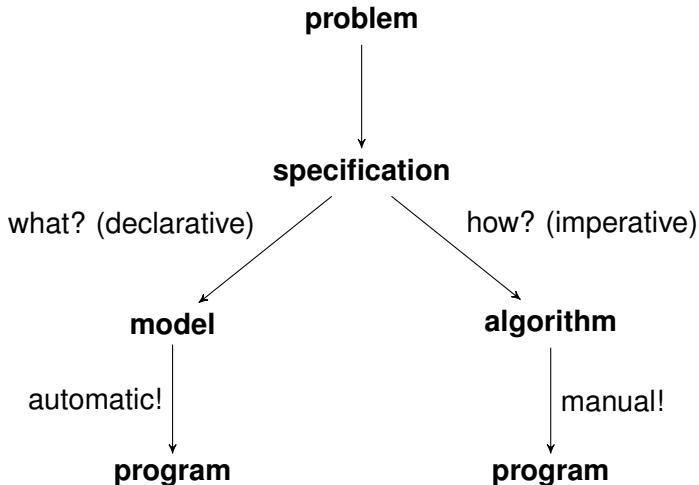 problem
specification
what? (declarative)
how? (imperative)
model
algorithm
automatic!
manual!
program
program